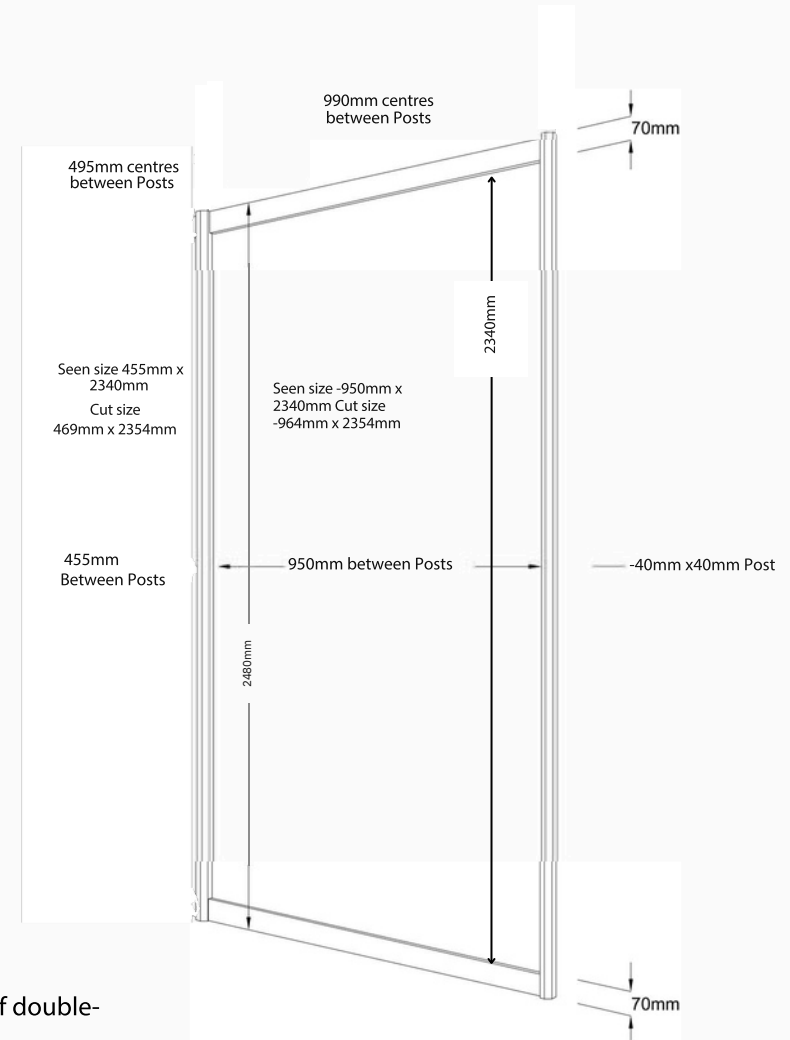 990mm centres
between Posts
70mm
495mm centres
between Posts
2340mm
Seen size 455mm x
2340mm
Cut size
469mm x 2354mm
Seen size -950mm x
2340mm Cut size
-964mm x 2354mm
455mm
Between Posts
950mm between Posts
-40mm x40mm Post
2480mm
f double-
70mm